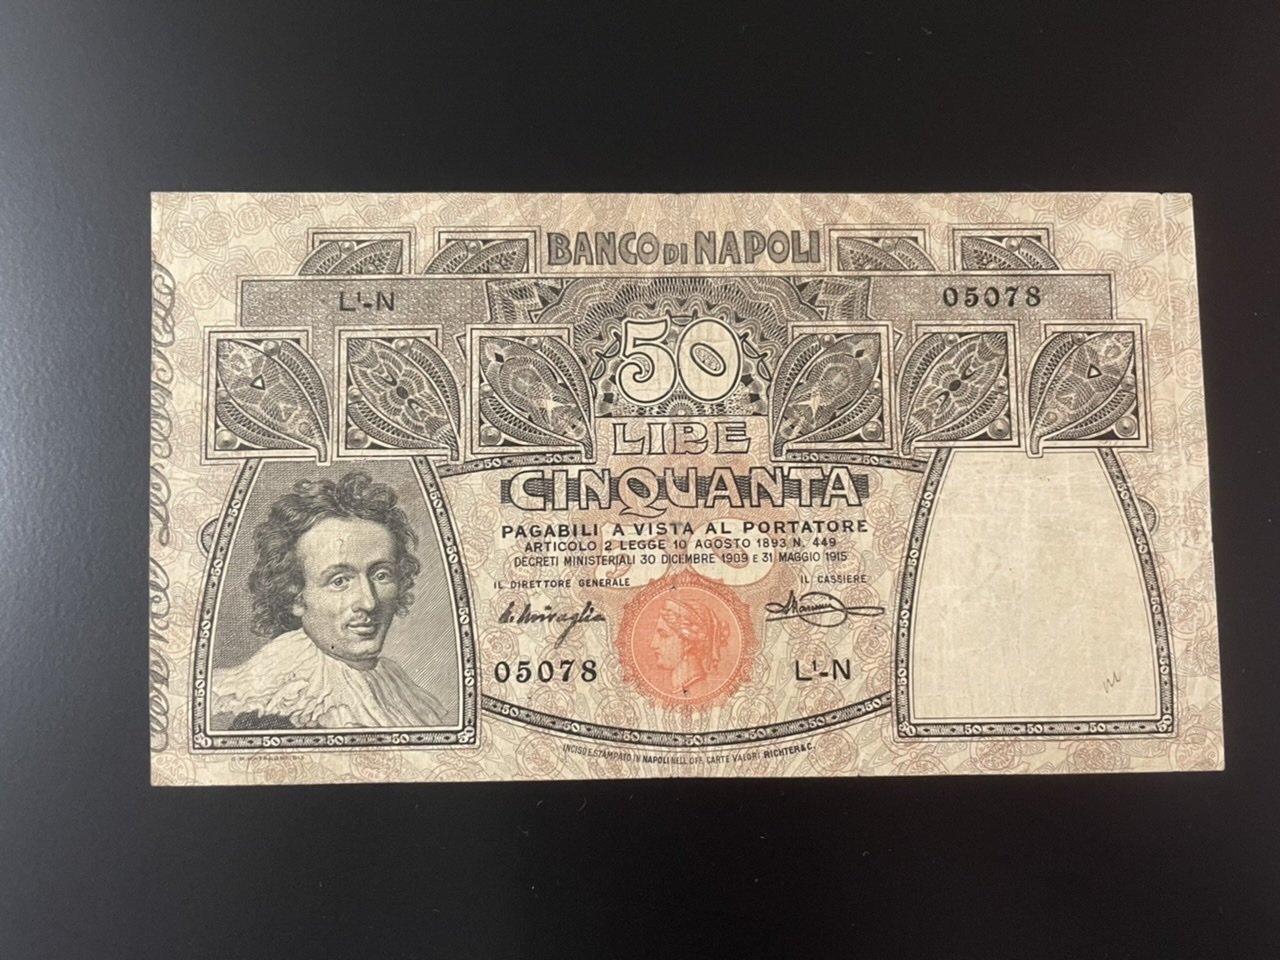 BANCO DI NAPOLI
L¹-N 05078
50
LIRE
CINQUANTA
PAGABILI A VISTA AL PORTATORE
ARTICOLO 2 LEGGE 10 AGOSTO 1893 N. 449
DECRETI MINISTERIALI 30 DICEMBRE 1909 E 31 MAGGIO 1915
IL DIRETTORE GENERALE IL CASSIERE
05078 L¹-N
INCISO E STAMPATO IN NAPOLI NELL'OFF. CARTE VALORI RICHTER & C.